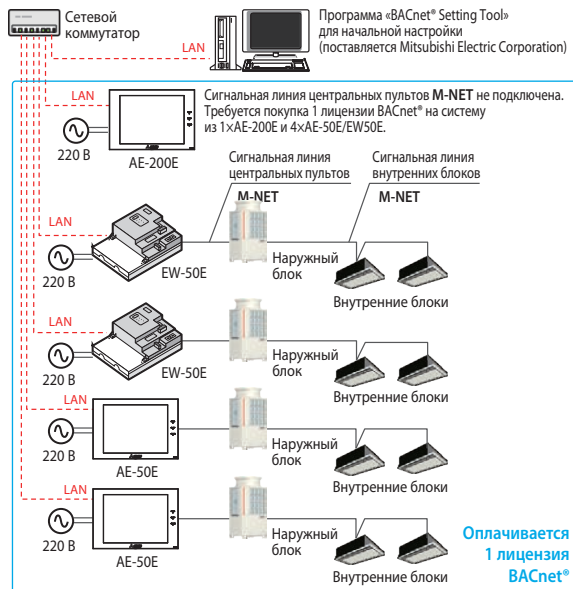 Сетевой
коммутатор
LAN
Программа «BACnet® Setting Tool»
для начальной настройки
(поставляется Mitsubishi Electric Corporation)
LAN
220 В
AE-200E
Сигнальная линия центральных пультов M-NET не подключена.
Требуется покупка 1 лицензии BACnet® на систему
из 1×AE-200E и 4×AE-50E/EW50E.
Сигнальная линия
центральных пультов
M-NET
Сигнальная линия
внутренних блоков
M-NET
LAN
220 В
EW-50E
Наружный
блок
Внутренние блоки
LAN
220 В
EW-50E
Наружный
блок
Внутренние блоки
LAN
220 В
AE-50E
Наружный
блок
Внутренние блоки
LAN
220 В
AE-50E
Наружный
блок
Внутренние блоки
Оплачивается
1 лицензия
BACnet®